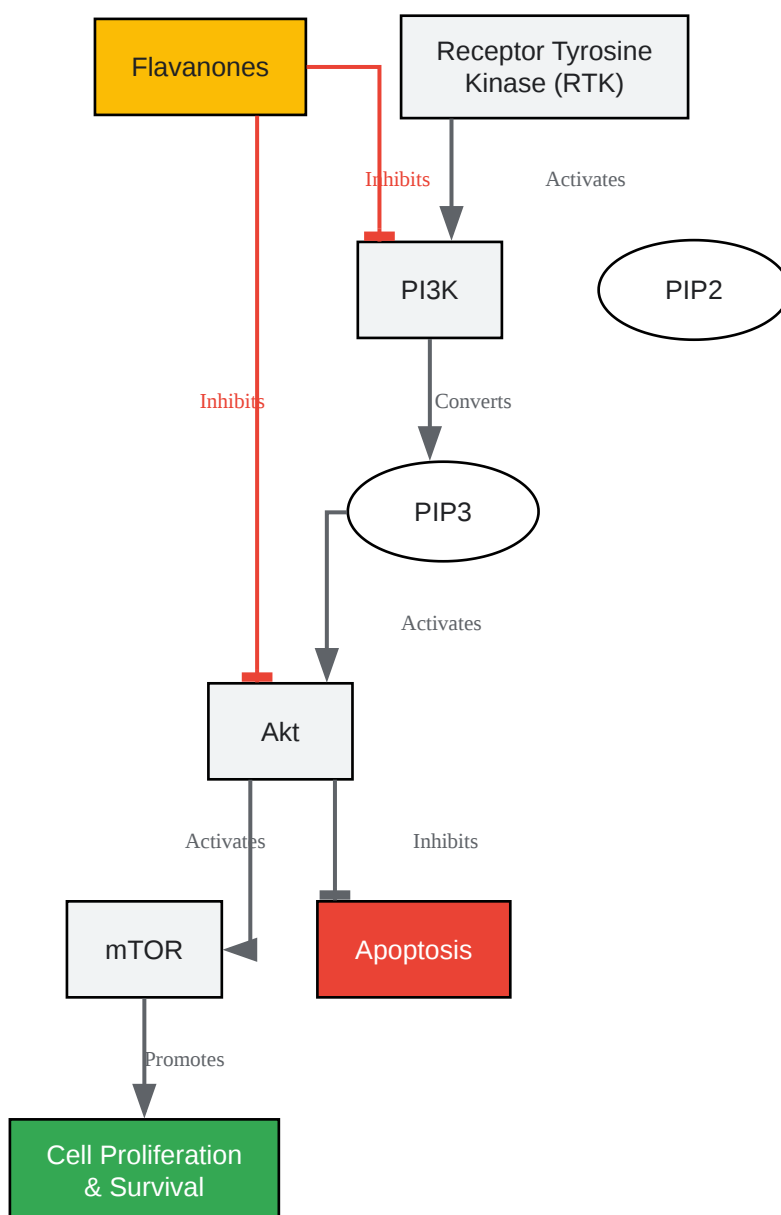 Flavanones
Receptor Tyrosine
Kinase (RTK)
Inhibits
Activates
PI3K
PIP2
Inhibits
Converts
PIP3
Activates
Akt
Activates
Inhibits
mTOR
Apoptosis
Promotes
Cell Proliferation
& Survival